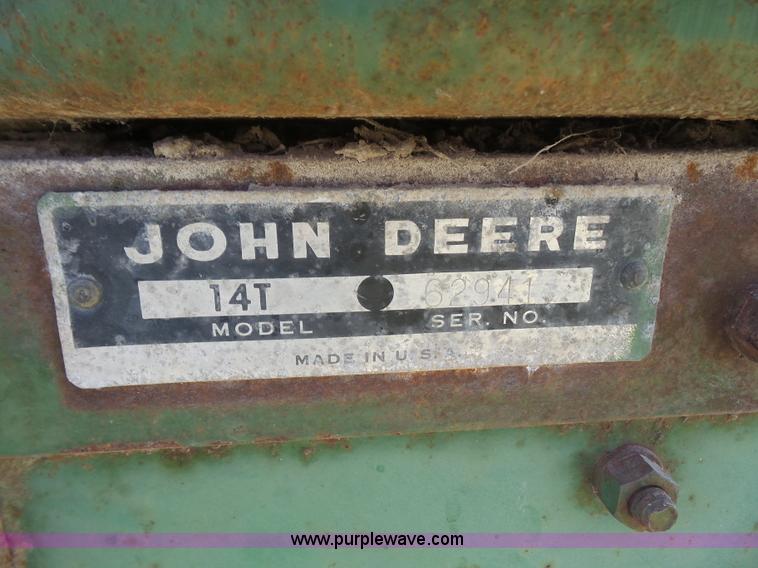 JOHN DEERE
14T 62941
MODEL SER. NO.
MADE IN U.S.A.
www.purplewave.com